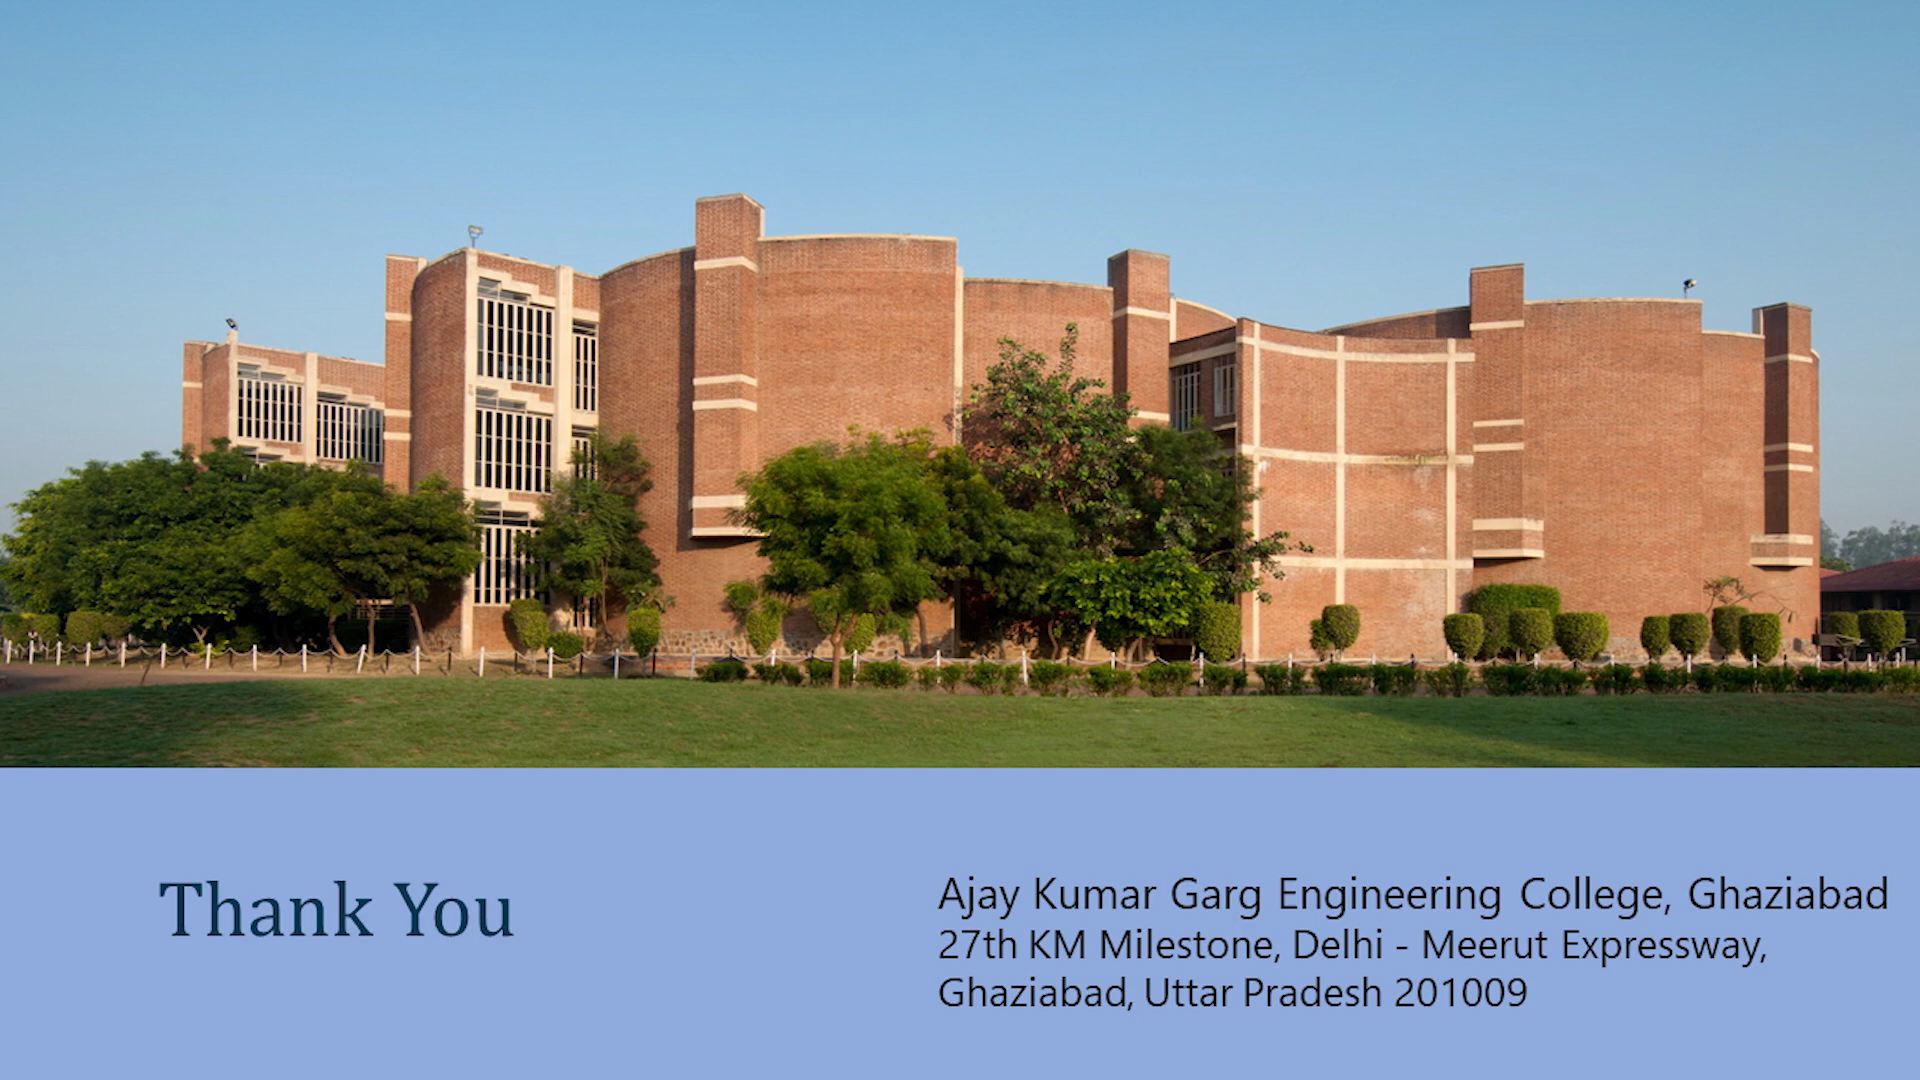 Thank You
Ajay Kumar Garg Engineering College, Ghaziabad
27th KM Milestone, Delhi - Meerut Expressway,
Ghaziabad, Uttar Pradesh 201009